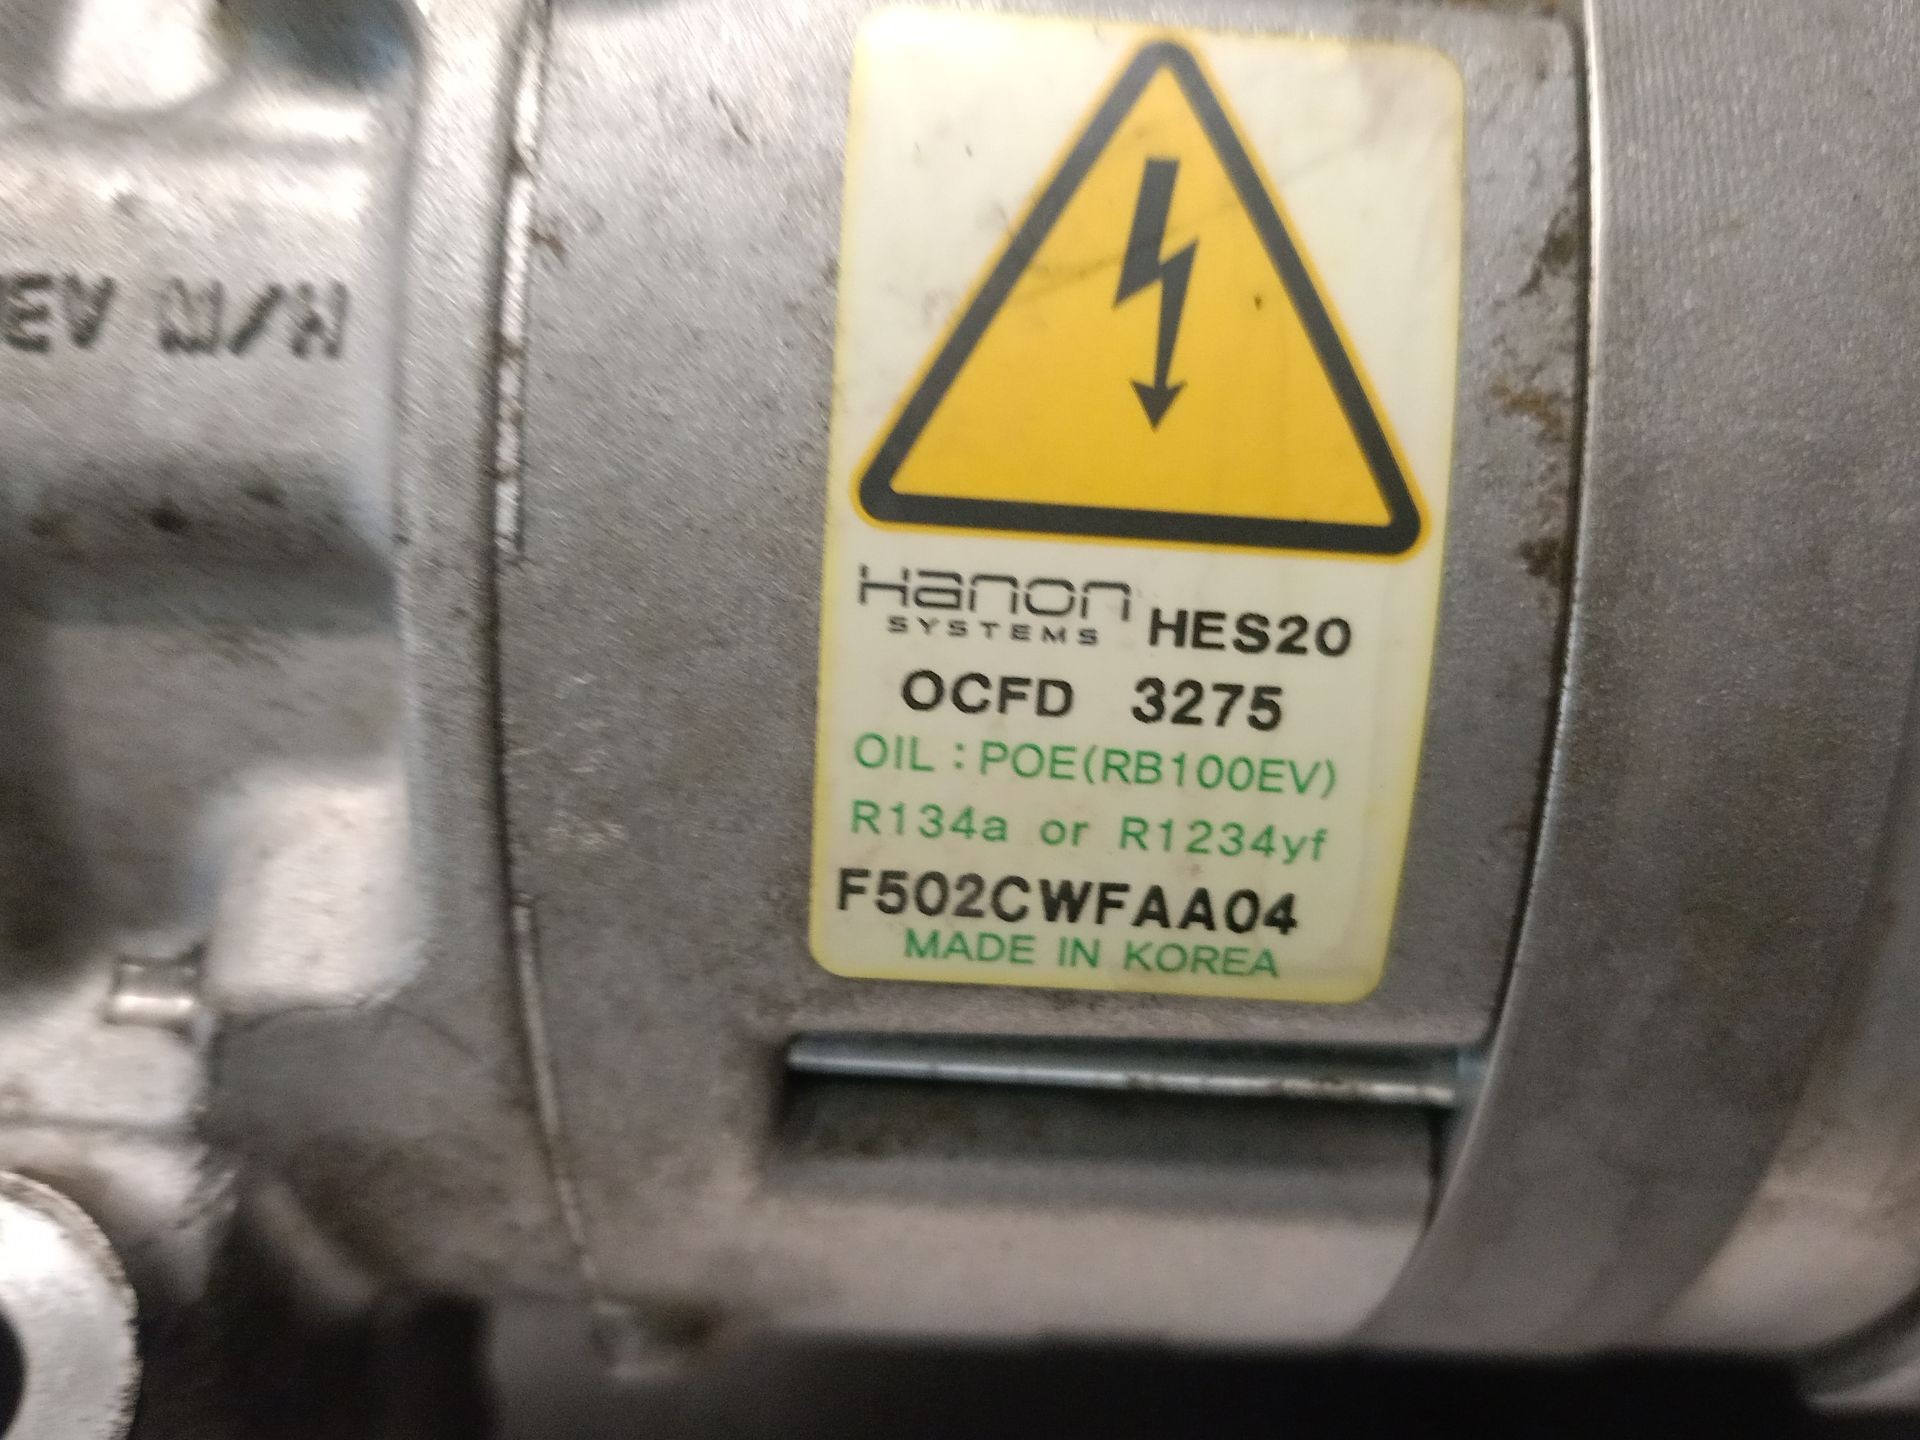 Hanon
SYSTEMS HES20
OCFD 3275
OIL : POE(RB100EV)
R134a or R1234yf
F502CWFAA04
MADE IN KOREA